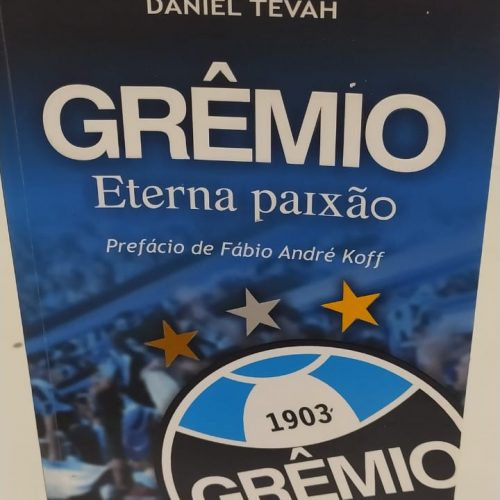 DANIEL TEVAH
GRÊMIO
Eterna paixão
Prefácio de Fábio André Koff
1903
GRÊMIO